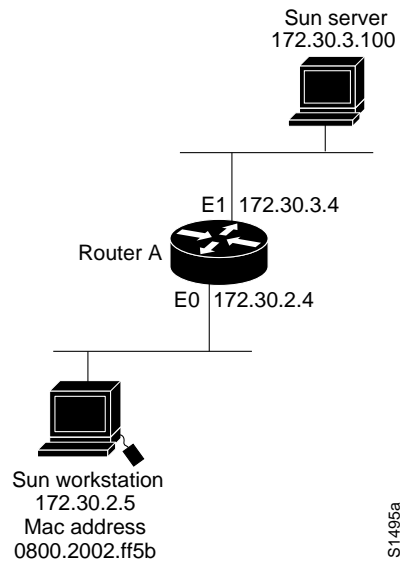 Sun server
172.30.3.100
E1 172.30.3.4
Router A
E0 172.30.2.4
Sun workstation
172.30.2.5
Mac address
0800.2002.ff5b
S1495a